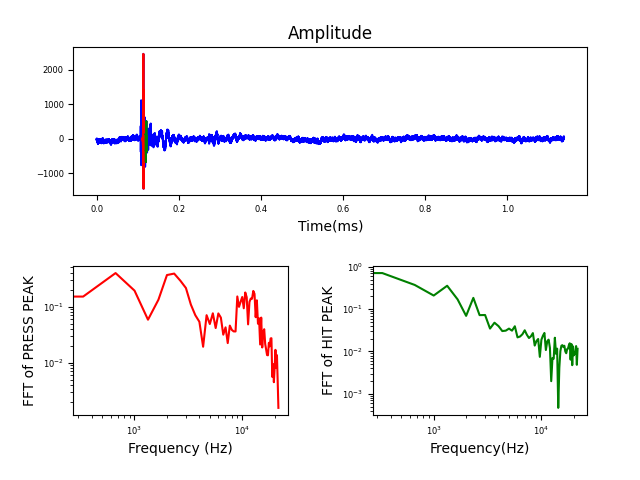 Amplitude
2000
1000
0
−1000
0.0 0.2 0.4 0.6 0.8 1.0
Time(ms)
FFT of PRESS PEAK
10⁻¹
10⁻²
10³ 10⁴
Frequency (Hz)
FFT of HIT PEAK
10⁰
10⁻¹
10⁻²
10⁻³
10³ 10⁴
Frequency(Hz)